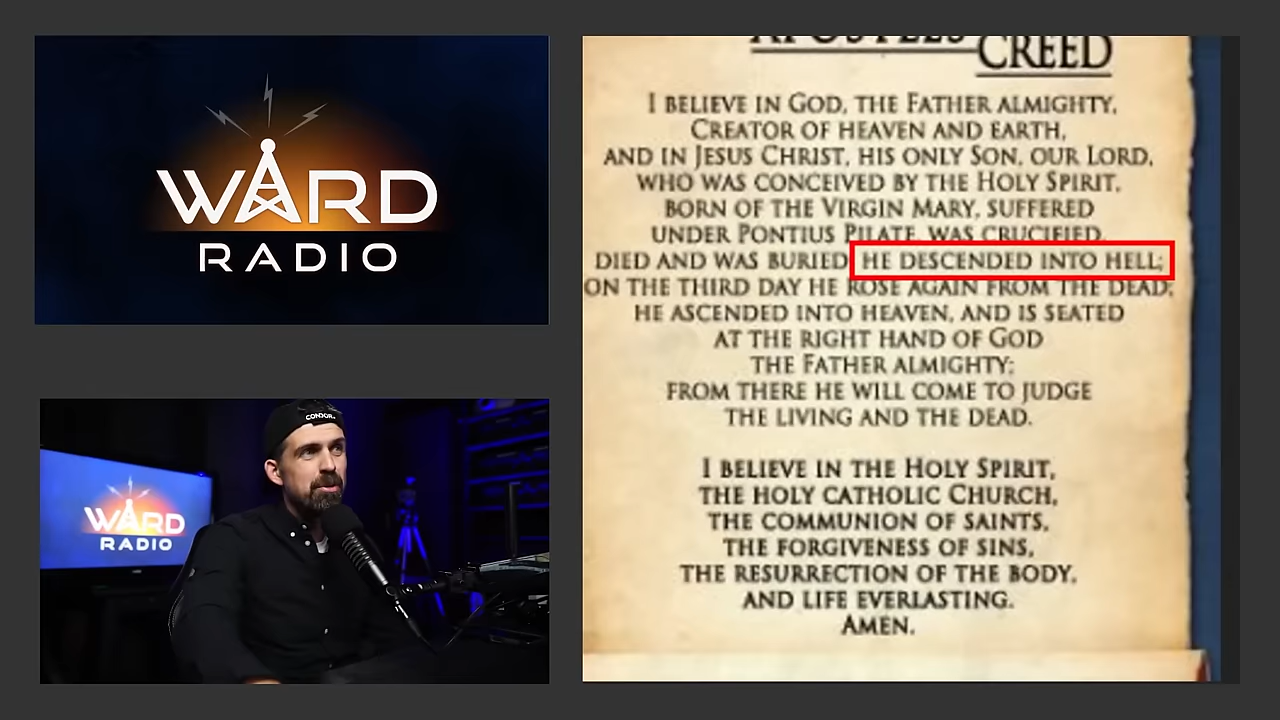 WARD
RADIO
CONDOR
WARD
RADIO
CREED
I BELIEVE IN GOD, THE FATHER ALMIGHTY,
CREATOR OF HEAVEN AND EARTH,
AND IN JESUS CHRIST, HIS ONLY SON, OUR LORD,
WHO WAS CONCEIVED BY THE HOLY SPIRIT,
BORN OF THE VIRGIN MARY, SUFFERED
UNDER PONTIUS PILATE, WAS CRUCIFIED,
DIED AND WAS BURIED HE DESCENDED INTO HELL;
ON THE THIRD DAY HE ROSE AGAIN FROM THE DEAD;
HE ASCENDED INTO HEAVEN, AND IS SEATED
AT THE RIGHT HAND OF GOD
THE FATHER ALMIGHTY;
FROM THERE HE WILL COME TO JUDGE
THE LIVING AND THE DEAD.
I BELIEVE IN THE HOLY SPIRIT,
THE HOLY CATHOLIC CHURCH,
THE COMMUNION OF SAINTS,
THE FORGIVENESS OF SINS,
THE RESURRECTION OF THE BODY,
AND LIFE EVERLASTING.
AMEN.